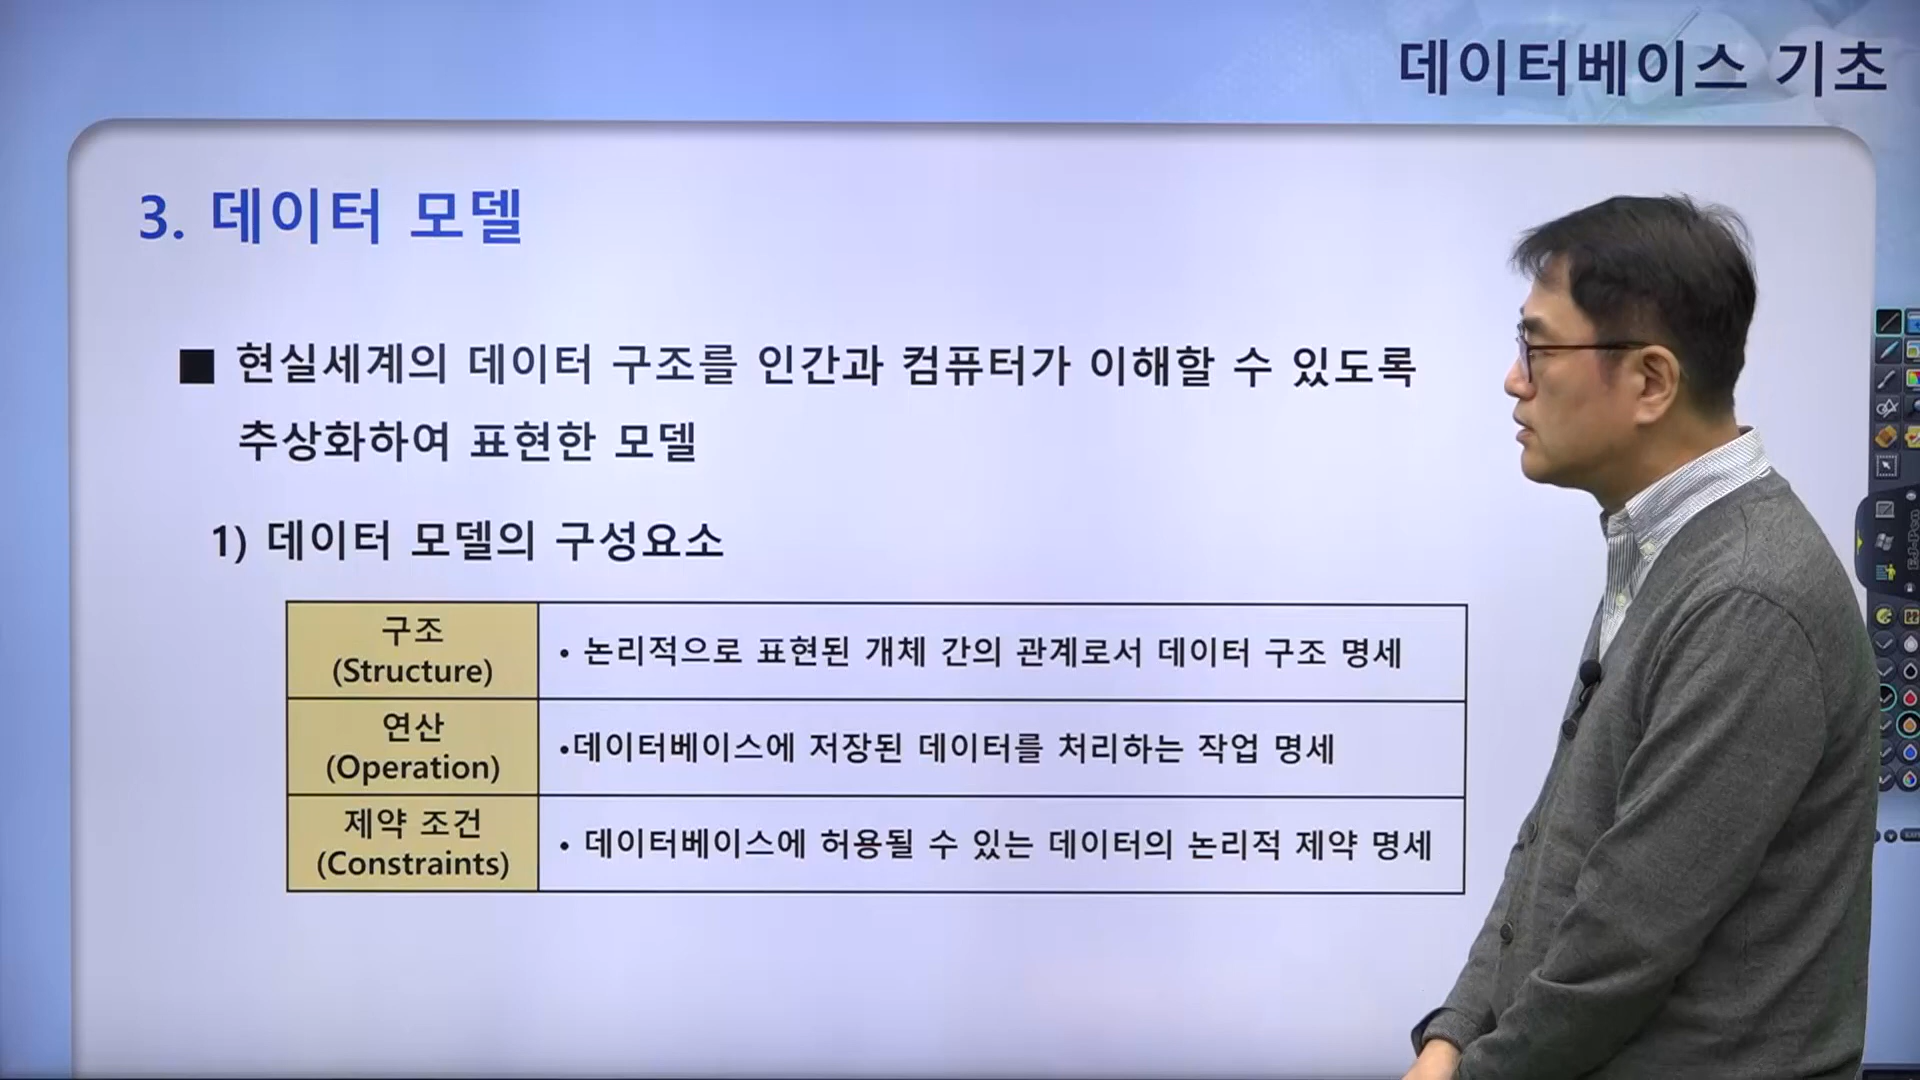 데이터베이스 기초
3. 데이터 모델
■ 현실세계의 데이터 구조를 인간과 컴퓨터가 이해할 수 있도록
추상화하여 표현한 모델
1) 데이터 모델의 구성요소
구조
(Structure)
• 논리적으로 표현된 개체 간의 관계로서 데이터 구조 명세
연산
(Operation)
•데이터베이스에 저장된 데이터를 처리하는 작업 명세
제약 조건
(Constraints)
• 데이터베이스에 허용될 수 있는 데이터의 논리적 제약 명세